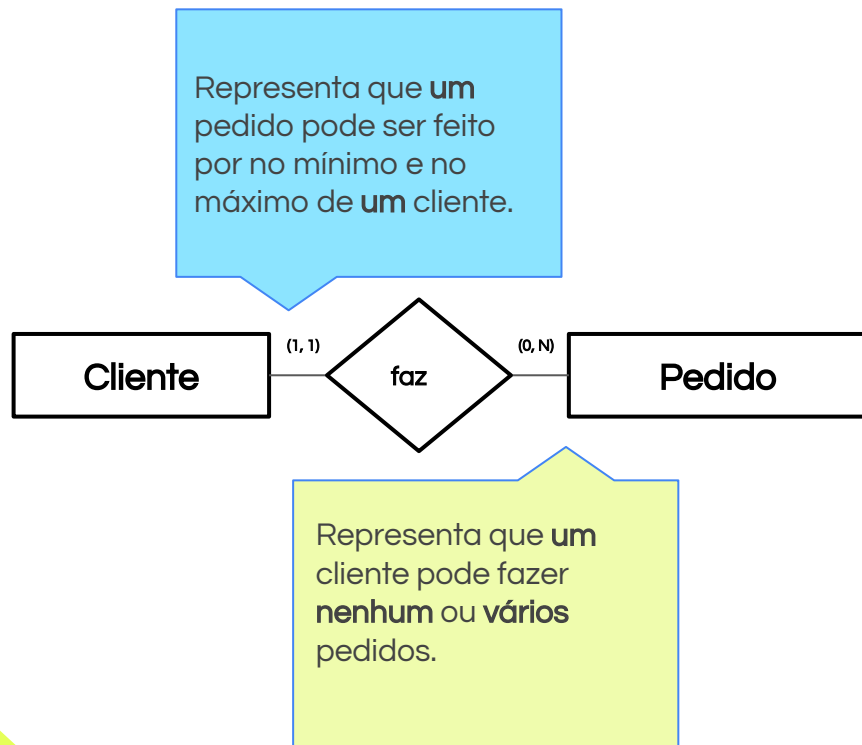 Representa que um
pedido pode ser feito
por no mínimo e no
máximo de um cliente.
(1, 1)
(0, N)
Cliente
faz
Pedido
Representa que um
cliente pode fazer
nenhum ou vários
pedidos.